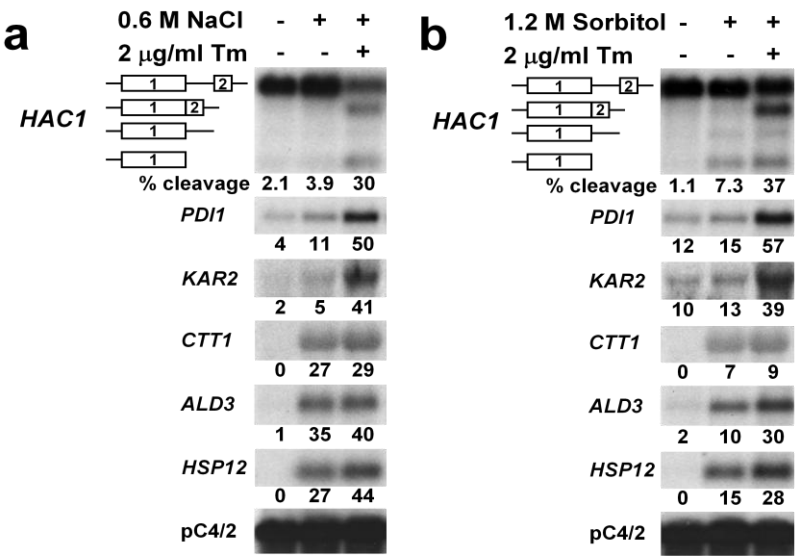 a
0.6 M NaCl - + +
2 μg/ml Tm - - +
HAC1
1 2
1 2
1
1
% cleavage 2.1 3.9 30
PDI1
4 11 50
KAR2
2 5 41
CTT1
0 27 29
ALD3
1 35 40
HSP12
0 27 44
pC4/2
b
1.2 M Sorbitol - + +
2 μg/ml Tm - - +
HAC1
1 2
1 2
1
1
% cleavage 1.1 7.3 37
PDI1
12 15 57
KAR2
10 13 39
CTT1
0 7 9
ALD3
2 10 30
HSP12
0 15 28
pC4/2